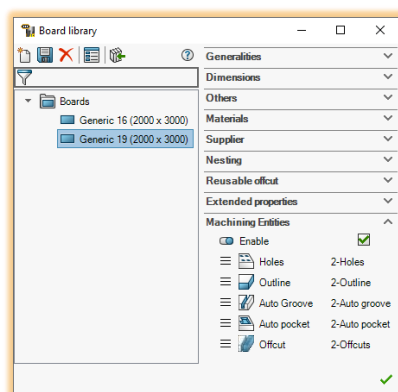 Board library
Generalities
Dimensions
Others
Materials
Supplier
Nesting
Reusable offcut
Extended properties
Machining Entities
Enable
Holes 2-Holes
Outline 2-Outline
Auto Groove 2-Auto groove
Auto pocket 2-Auto pocket
Offcut 2-Offcuts
Boards
Generic 16 (2000 x 3000)
Generic 19 (2000 x 3000)